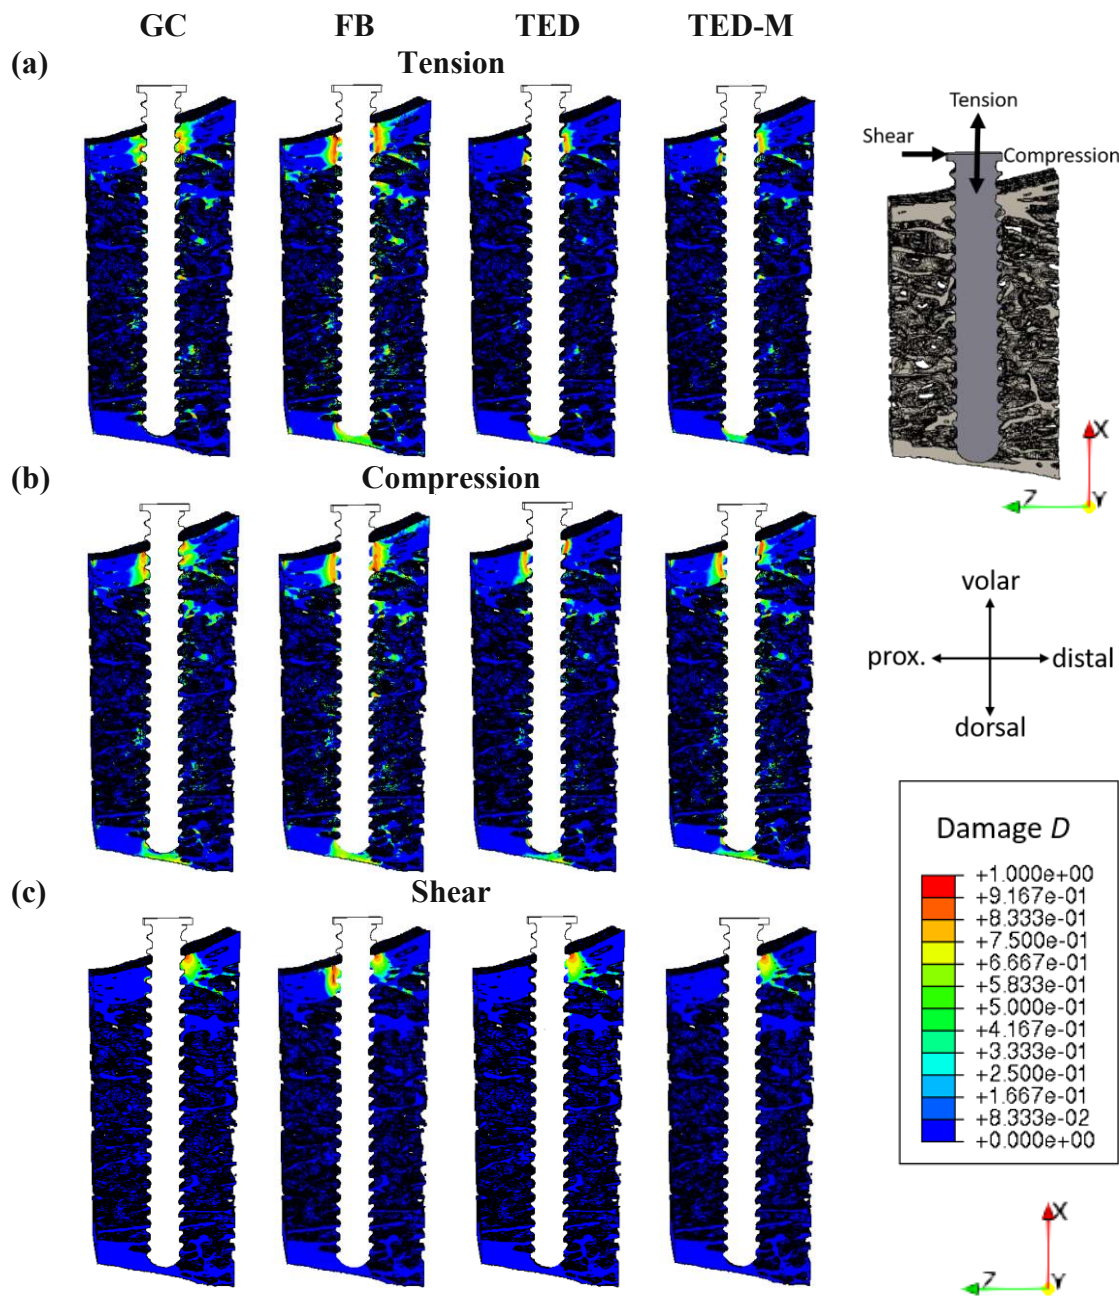 GC FB TED TED-M
(a) Tension
Tension
Shear
Compression
X
Z Y
(b) Compression
volar
prox. distal
dorsal
Damage D
+1.000e+00
+9.167e-01
+8.333e-01
+7.500e-01
+6.667e-01
+5.833e-01
+5.000e-01
+4.167e-01
+3.333e-01
+2.500e-01
+1.667e-01
+8.333e-02
+0.000e+00
(c) Shear
X
Z Y